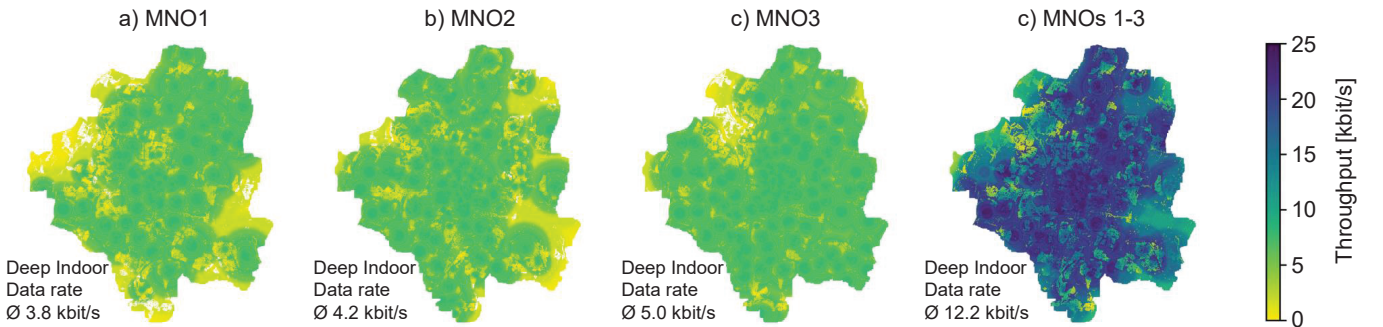 a) MNO1
b) MNO2
c) MNO3
c) MNOs 1-3
Deep Indoor
Data rate
Ø 3.8 kbit/s
Deep Indoor
Data rate
Ø 4.2 kbit/s
Deep Indoor
Data rate
Ø 5.0 kbit/s
Deep Indoor
Data rate
Ø 12.2 kbit/s
25
20
15
10
5
0
Throughput [kbit/s]